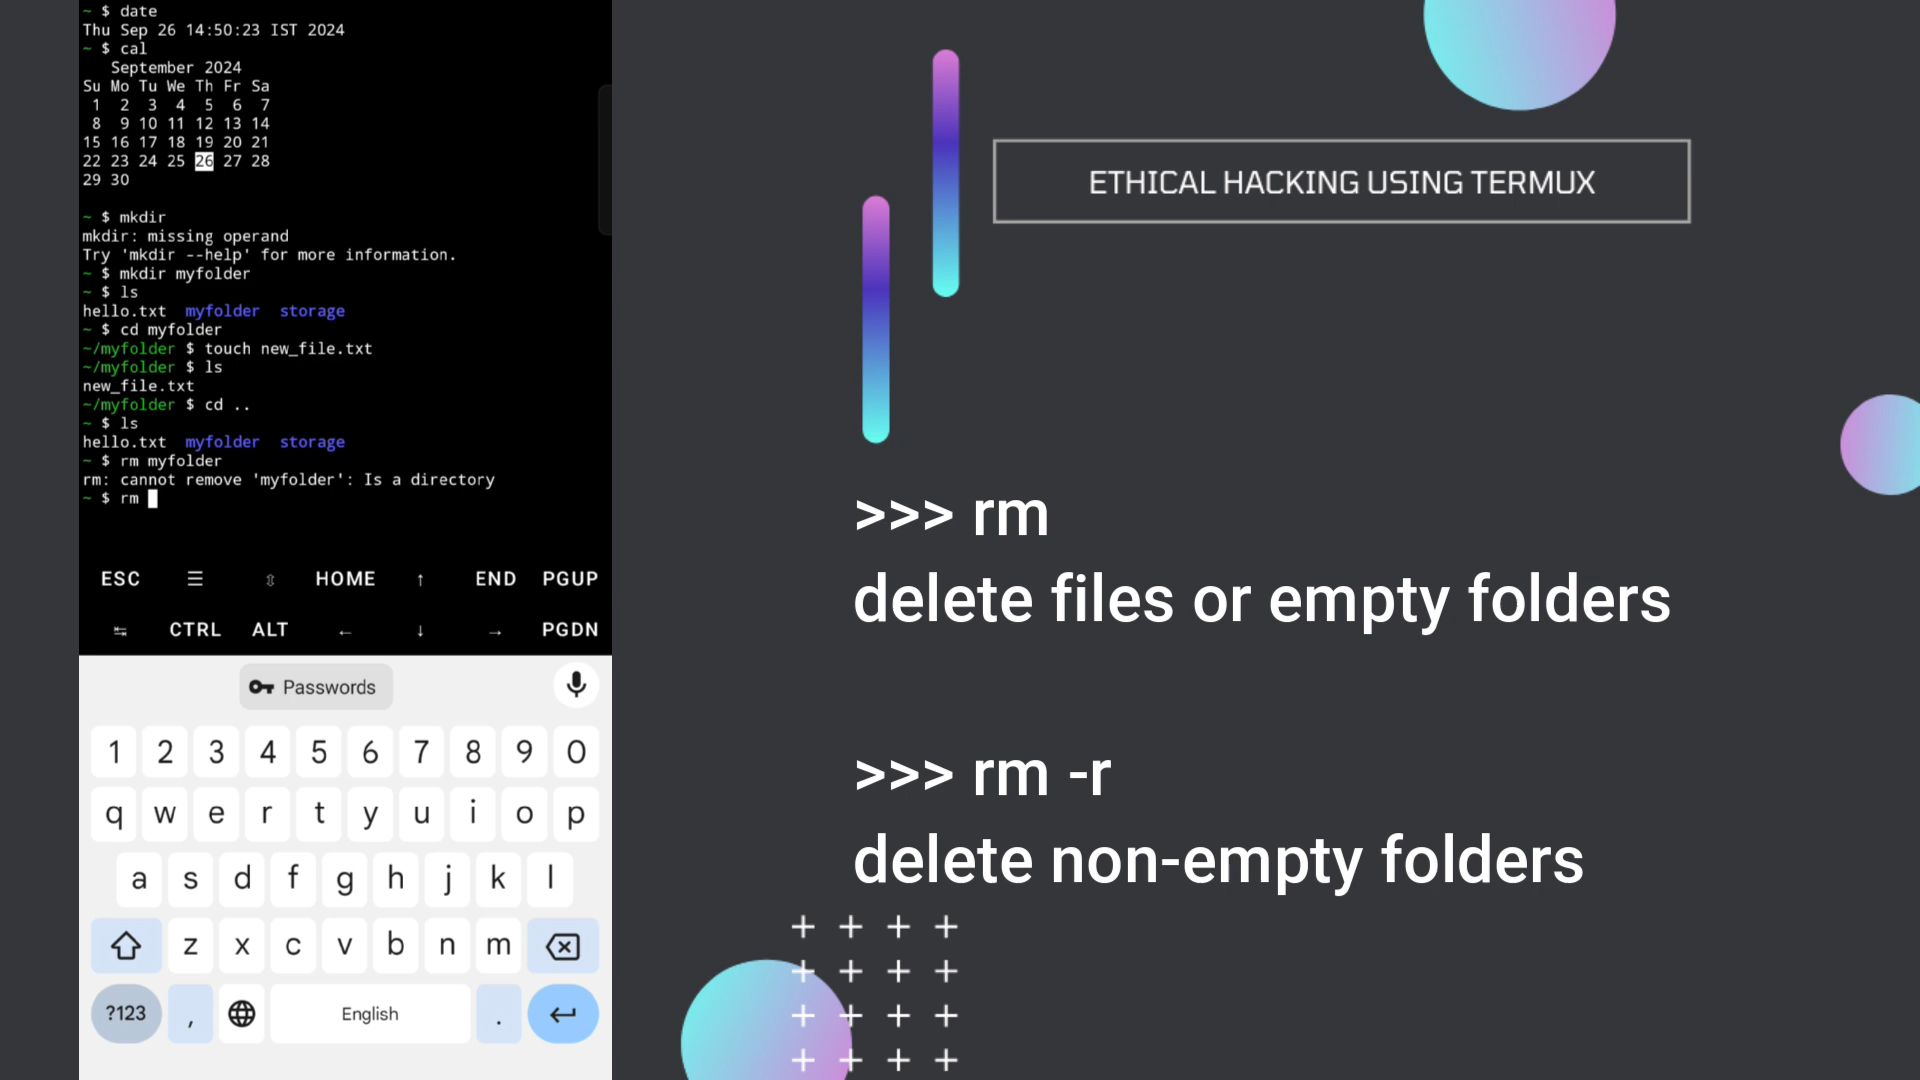 ~ $ date
Thu Sep 26 14:50:23 IST 2024
~ $ cal
September 2024
Su Mo Tu We Th Fr Sa
1 2 3 4 5 6 7
8 9 10 11 12 13 14
15 16 17 18 19 20 21
22 23 24 25 26 27 28
29 30
~ $ mkdir
mkdir: missing operand
Try 'mkdir --help' for more information.
~ $ mkdir myfolder
~ $ ls
hello.txt myfolder storage
~ $ cd myfolder
~/myfolder $ touch new_file.txt
~/myfolder $ ls
new_file.txt
~/myfolder $ cd ..
~ $ ls
hello.txt myfolder storage
~ $ rm myfolder
rm: cannot remove 'myfolder': Is a directory
~ $ rm
ESC ☰ ⇳ HOME ↑ END PGUP
↹ CTRL ALT ← ↓ → PGDN
Passwords
1 2 3 4 5 6 7 8 9 0
q w e r t y u i o p
a s d f g h j k l
z x c v b n m
?123 , English .
ETHICAL HACKING USING TERMUX
>>> rm
delete files or empty folders
>>> rm -r
delete non-empty folders